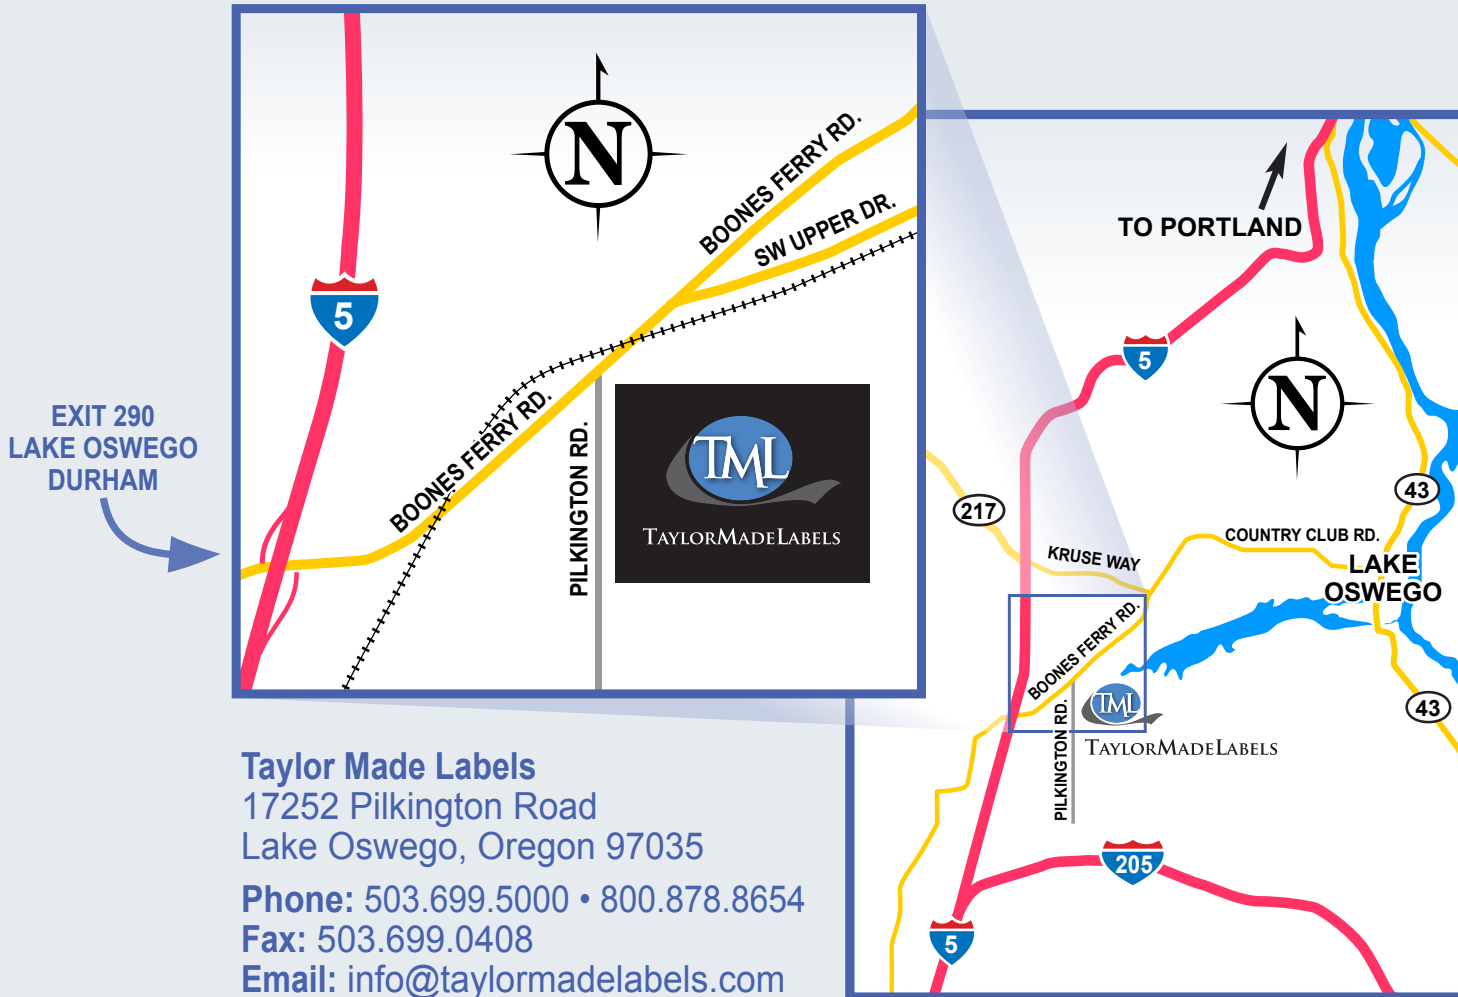 N
BOONES FERRY RD.
SW UPPER DR.
5
BOONES FERRY RD.
PILKINGTON RD.
TML
TAYLORMADELABELS
EXIT 290
LAKE OSWEGO
DURHAM
TO PORTLAND
5
N
217
43
KRUSE WAY
COUNTRY CLUB RD.
LAKE
OSWEGO
BOONES FERRY RD.
PILKINGTON RD.
TML
TAYLORMADELABELS
43
205
5
Taylor Made Labels
17252 Pilkington Road
Lake Oswego, Oregon 97035
Phone: 503.699.5000 • 800.878.8654
Fax: 503.699.0408
Email: info@taylormadelabels.com